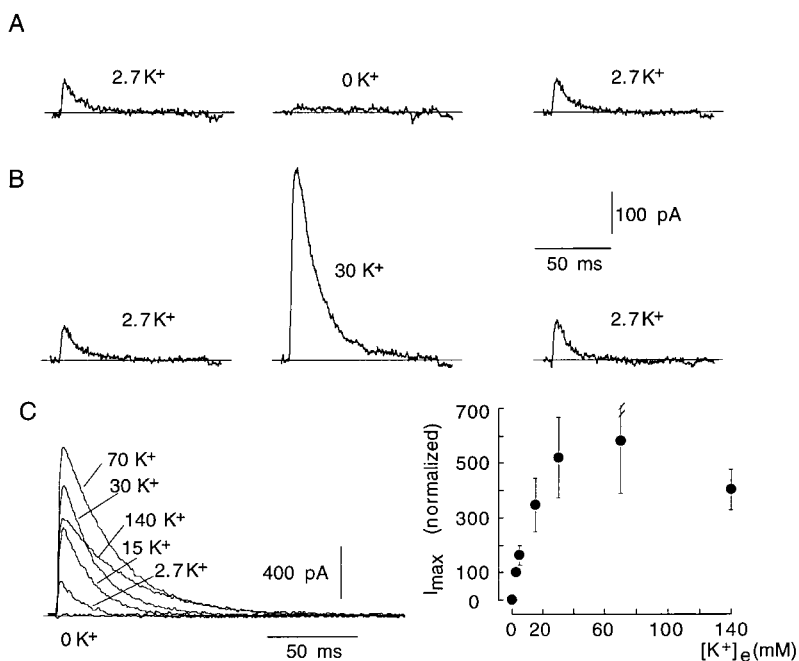 A
2.7 K+
0 K+
2.7 K+
B
2.7 K+
30 K+
100 pA
50 ms
2.7 K+
C
70 K+
30 K+
140 K+
15 K+
2.7 K+
0 K+
400 pA
50 ms
Imax (normalized)
700
500
300
100
0
0 20 60 100 140
[K+]e (mM)